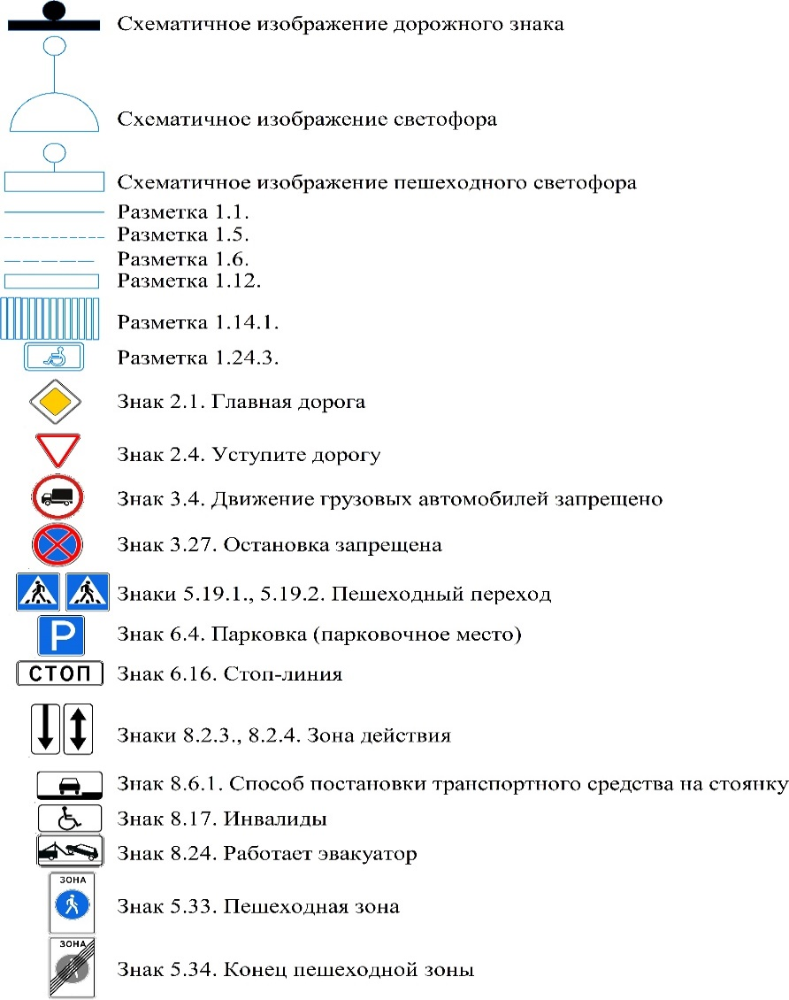 Схематичное изображение дорожного знака
Схематичное изображение светофора
Схематичное изображение пешеходного светофора
Разметка 1.1.
Разметка 1.5.
Разметка 1.6.
Разметка 1.12.
Разметка 1.14.1.
Разметка 1.24.3.
Знак 2.1. Главная дорога
Знак 2.4. Уступите дорогу
Знак 3.4. Движение грузовых автомобилей запрещено
Знак 3.27. Остановка запрещена
Знаки 5.19.1., 5.19.2. Пешеходный переход
P Знак 6.4. Парковка (парковочное место)
СТОП Знак 6.16. Стоп-линия
Знаки 8.2.3., 8.2.4. Зона действия
Знак 8.6.1. Способ постановки транспортного средства на стоянку
Знак 8.17. Инвалиды
Знак 8.24. Работает эвакуатор
ЗОНА
Знак 5.33. Пешеходная зона
ЗОНА
Знак 5.34. Конец пешеходной зоны